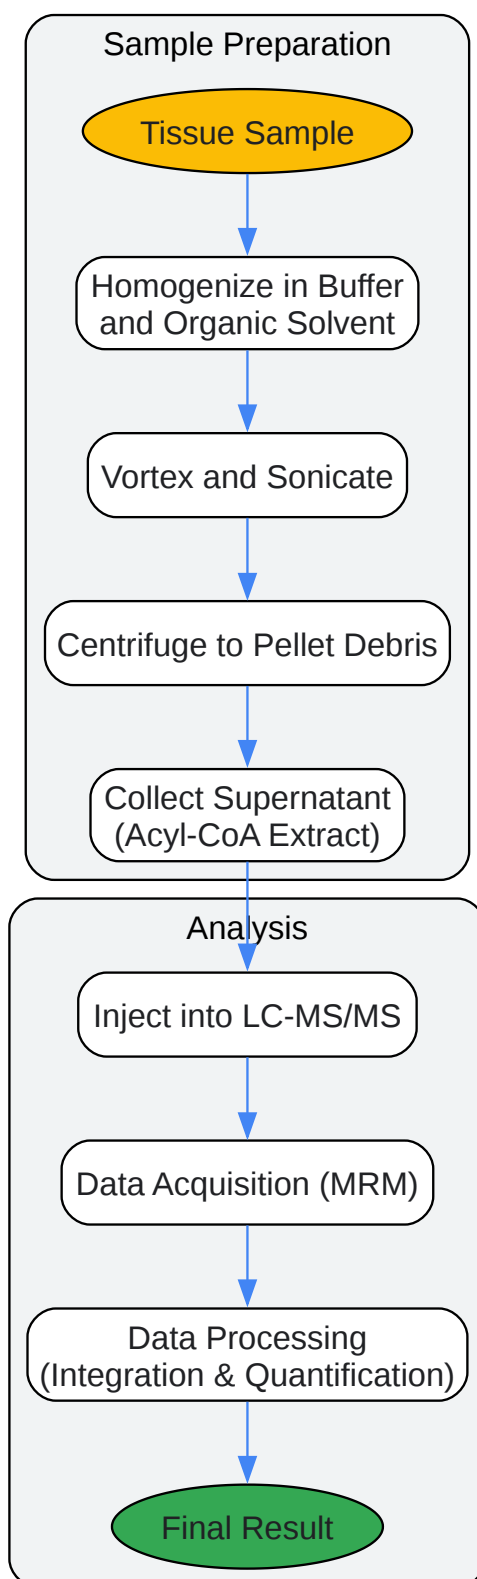 Sample Preparation
Tissue Sample
Homogenize in Buffer
and Organic Solvent
Vortex and Sonicate
Centrifuge to Pellet Debris
Collect Supernatant
(Acyl-CoA Extract)
Analysis
Inject into LC-MS/MS
Data Acquisition (MRM)
Data Processing
(Integration & Quantification)
Final Result